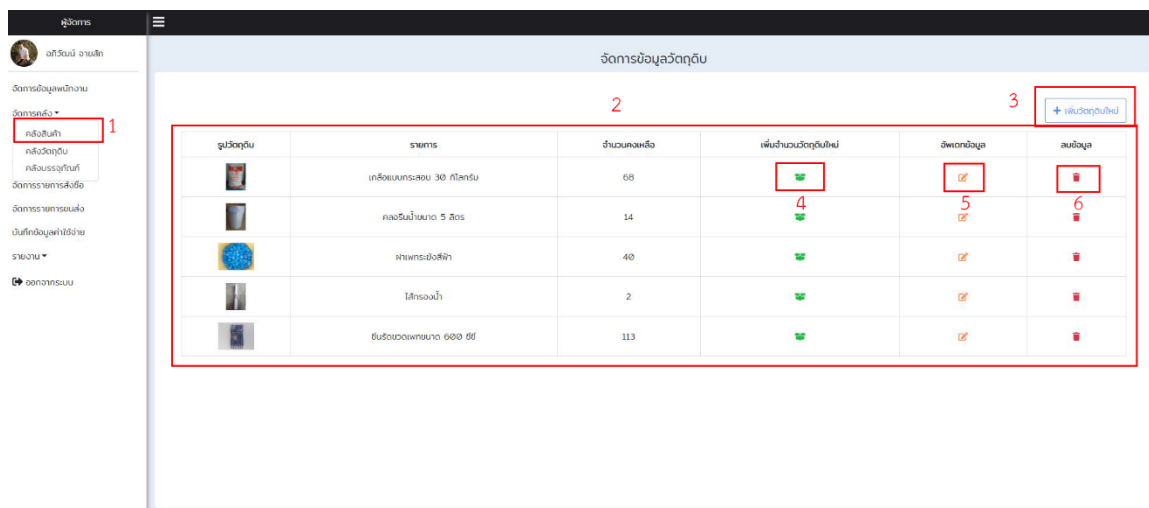 ผู้จัดการ
อภิวัฒน์ อายสัก
จัดการข้อมูลพนักงาน
จัดการคลัง
คลังสินค้า
1
คลังวัตถุดิบ
คลังบรรจุภัณฑ์
จัดการรายการสั่งซื้อ
จัดการรายการขนส่ง
บันทึกข้อมูลค่าใช้จ่าย
รายงาน
ออกจากระบบ
จัดการข้อมูลวัตถุดิบ
2
3
+ เพิ่มวัตถุดิบใหม่
รูปวัตถุดิบ รายการ จำนวนคงเหลือ เพิ่มจำนวนวัตถุดิบใหม่ อัพเดทข้อมูล ลบข้อมูล
เกลือแบบกระสอบ 30 กิโลกรัม 68
4 5 6
คลอรีนน้ำขนาด 5 ลิตร 14
ฝาเพทระฆังสีฟ้า 40
ไส้กรองน้ำ 2
ซีนรัดขวดเพทขนาด 600 ซีซี 113